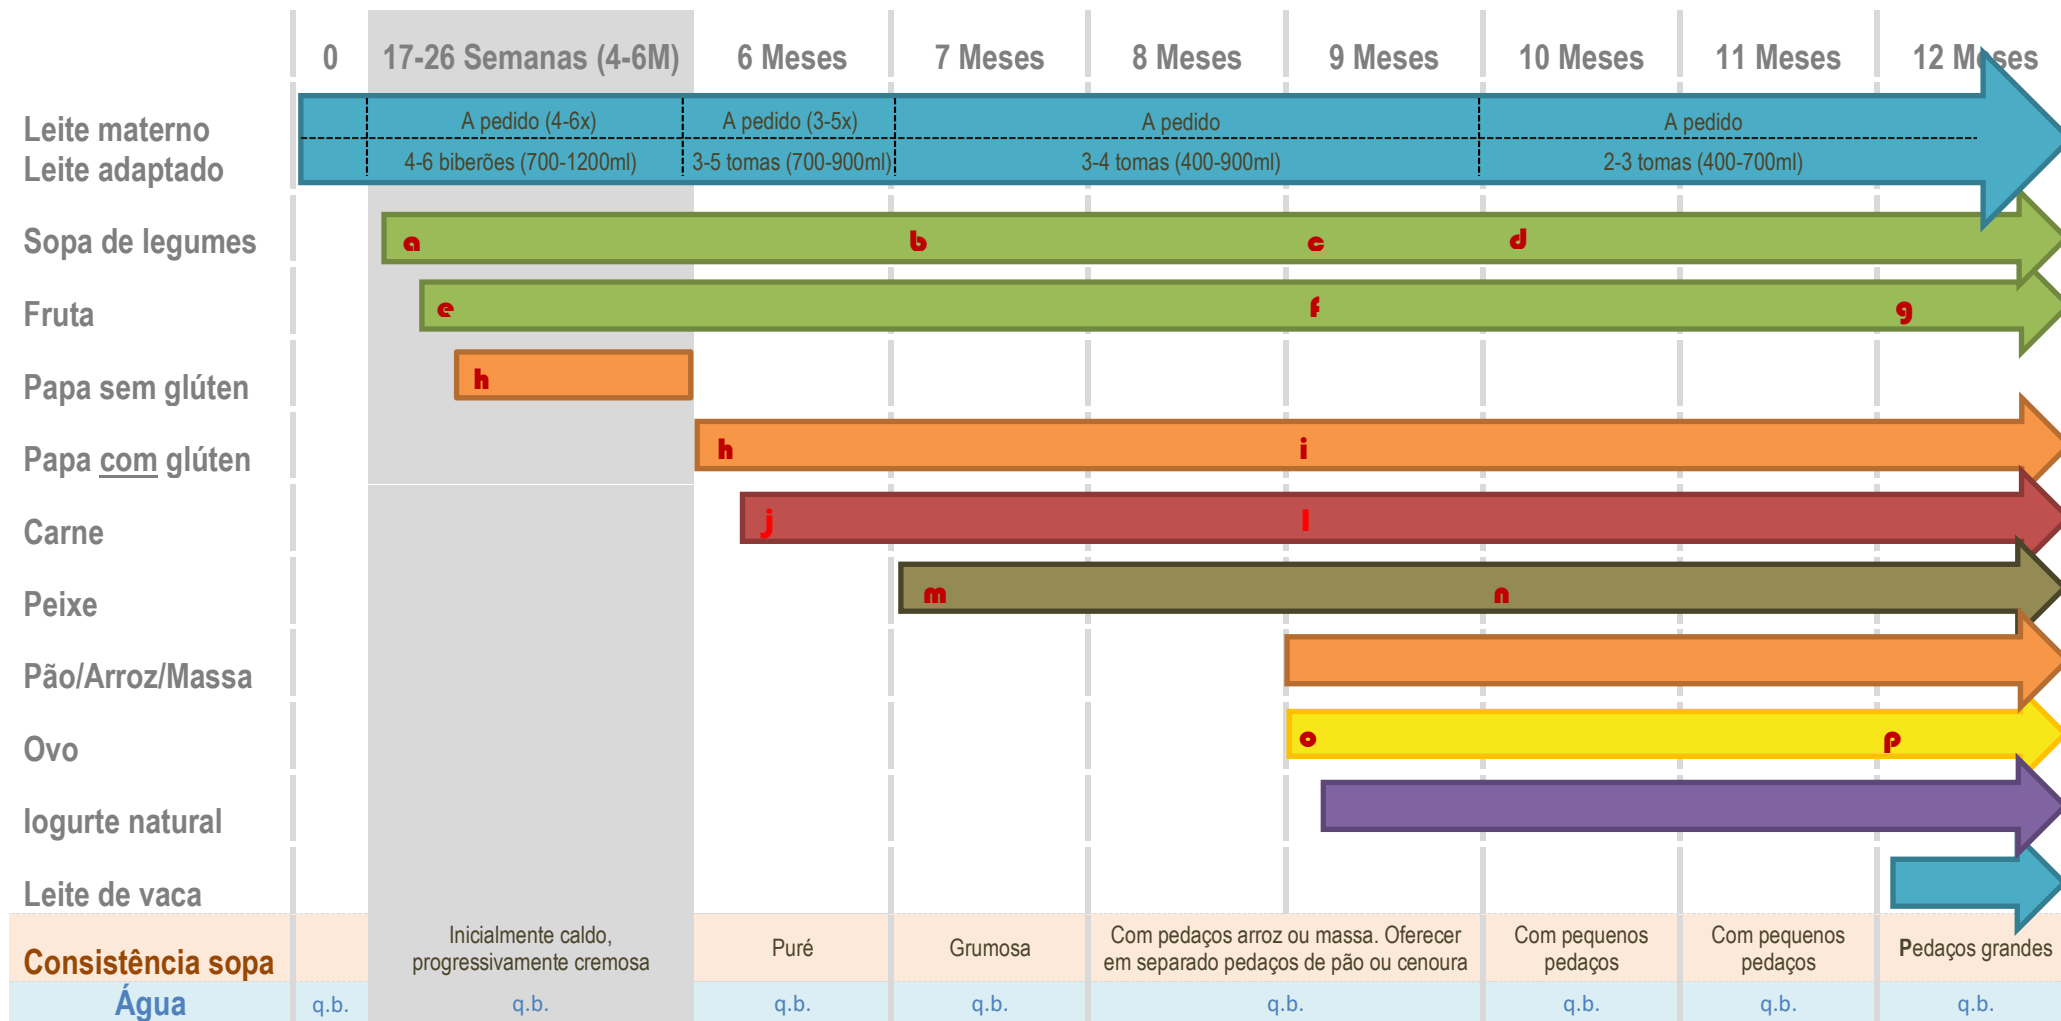 0 17-26 Semanas (4-6M) 6 Meses 7 Meses 8 Meses 9 Meses 10 Meses 11 Meses 12 Meses
Leite materno A pedido (4-6x) A pedido (3-5x) A pedido A pedido
Leite adaptado 4-6 biberões (700-1200ml) 3-5 tomas (700-900ml) 3-4 tomas (400-900ml) 2-3 tomas (400-700ml)
Sopa de legumes a b c d
Fruta e f g
Papa sem glúten h
Papa com glúten h i
Carne j l
Peixe m n
Pão/Arroz/Massa
Ovo o p
Iogurte natural
Leite de vaca
Consistência sopa
Inicialmente caldo,
progressivamente cremosa
Puré
Grumosa
Com pedaços arroz ou massa. Oferecer
em separado pedaços de pão ou cenoura
Com pequenos
pedaços
Com pequenos
pedaços
Pedaços grandes
Água q.b. q.b. q.b. q.b. q.b. q.b. q.b. q.b.